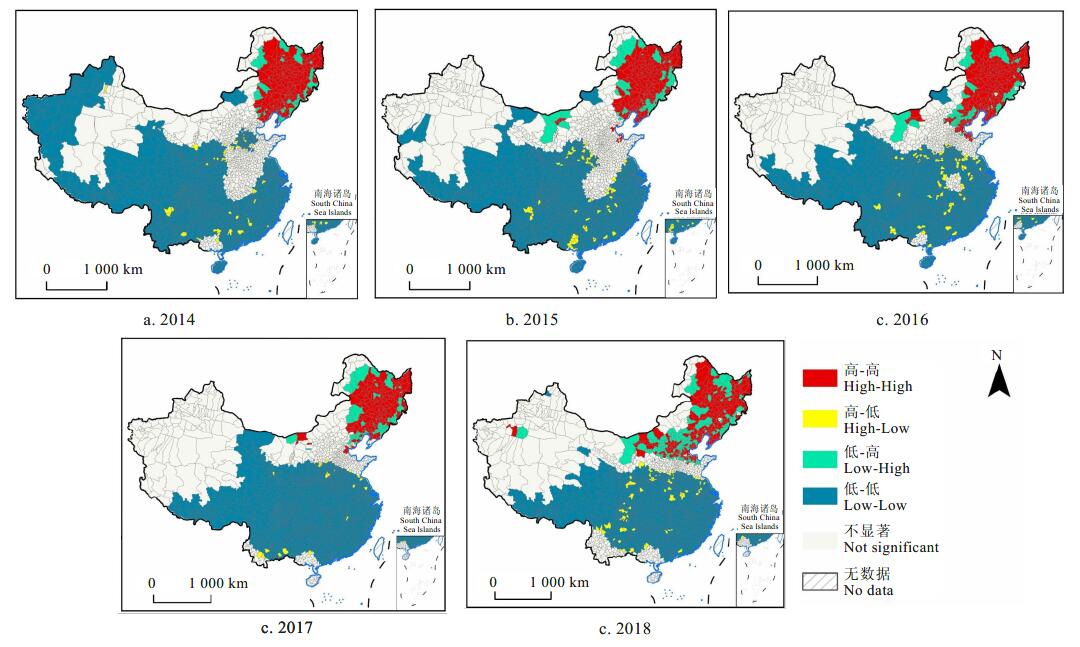 南海诸岛
South China
Sea Islands
0 1 000 km
a. 2014
南海诸岛
South China
Sea Islands
0 1 000 km
b. 2015
南海诸岛
South China
Sea Islands
0 1 000 km
c. 2016
南海诸岛
South China
Sea Islands
0 1 000 km
c. 2017
南海诸岛
South China
Sea Islands
0 1 000 km
c. 2018
N
高-高
High-High
高-低
High-Low
低-高
Low-High
低-低
Low-Low
不显著
Not significant
无数据
No data